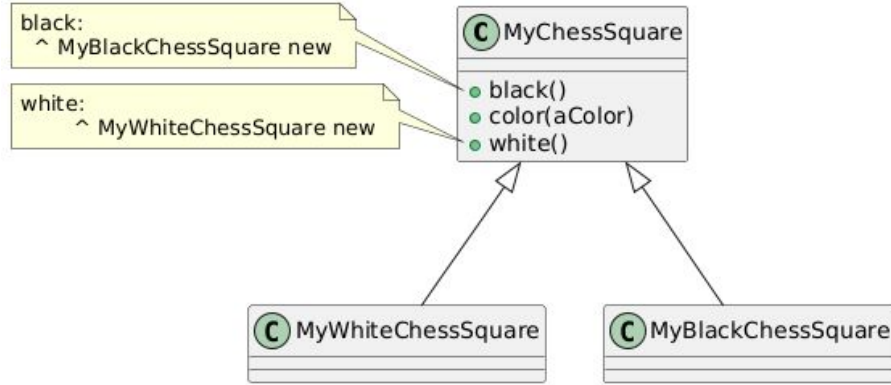 black:
^ MyBlackChessSquare new
white:
^ MyWhiteChessSquare new
C MyChessSquare
black()
color(aColor)
white()
C MyWhiteChessSquare
C MyBlackChessSquare